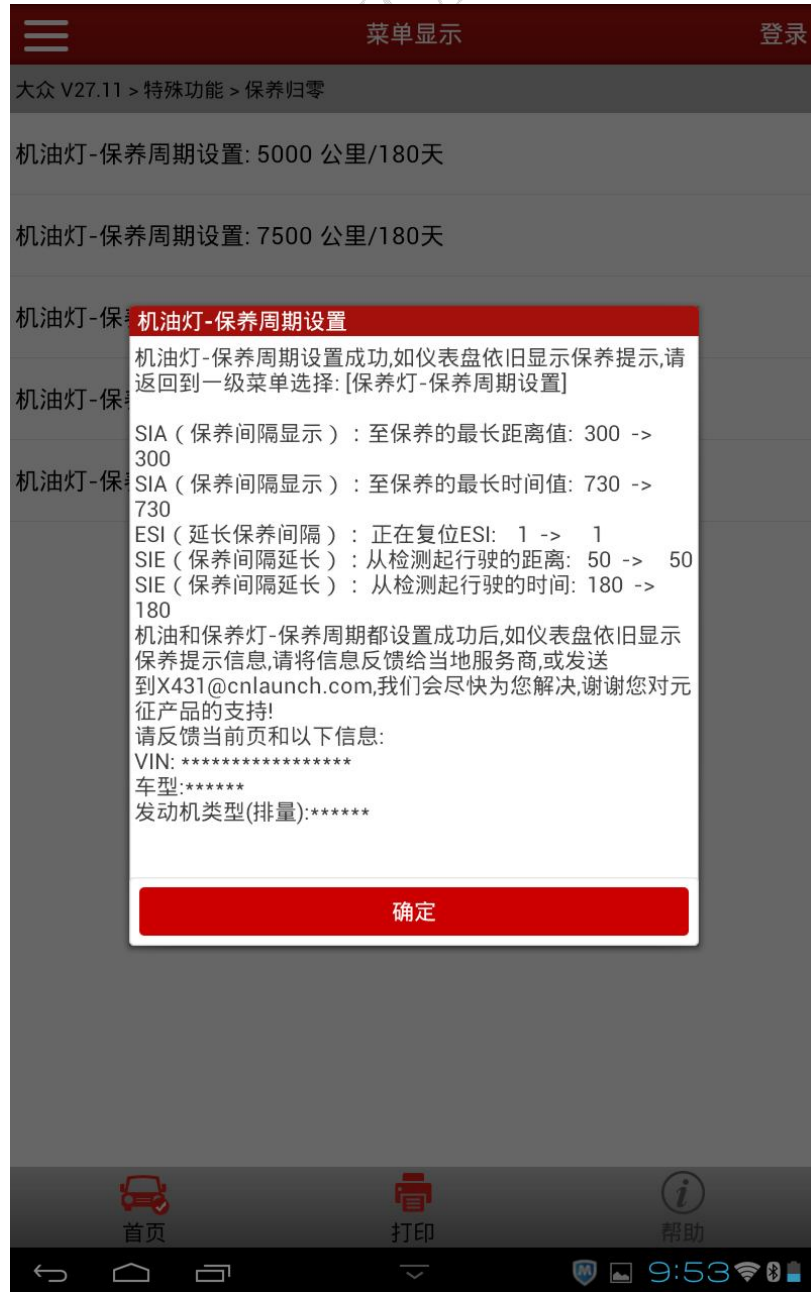 菜单显示
登录
大众 V27.11 > 特殊功能 > 保养归零
机油灯-保养周期设置: 5000 公里/180天
机油灯-保养周期设置: 7500 公里/180天
机油灯-保
机油灯-保
机油灯-保
机油灯-保养周期设置
机油灯-保养周期设置成功,如仪表盘依旧显示保养提示,请
返回到一级菜单选择: [保养灯-保养周期设置]
SIA ( 保养间隔显示 ) : 至保养的最长距离值: 300 ->
300
SIA ( 保养间隔显示 ) : 至保养的最长时间值: 730 ->
730
ESI ( 延长保养间隔 ) : 正在复位ESI: 1 -> 1
SIE ( 保养间隔延长 ) : 从检测起行驶的距离: 50 -> 50
SIE ( 保养间隔延长 ) : 从检测起行驶的时间: 180 ->
180
机油和保养灯-保养周期都设置成功后,如仪表盘依旧显示
保养提示信息,请将信息反馈给当地服务商,或发送
到X431@cnlaunch.com,我们会尽快为您解决,谢谢您对元
征产品的支持!
请反馈当前页和以下信息:
VIN: *****************
车型:******
发动机类型(排量):******
确定
首页
打印
帮助
9:53